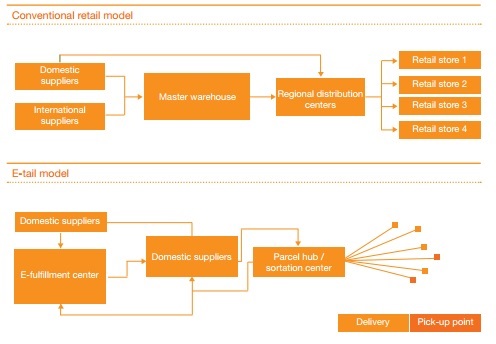 Conventional retail model
Domestic
suppliers
International
suppliers
Master warehouse
Regional distribution
centers
Retail store 1
Retail store 2
Retail store 3
Retail store 4
E-tail model
Domestic suppliers
E-fulfillment center
Domestic suppliers
Parcel hub /
sortation center
Delivery
Pick-up point